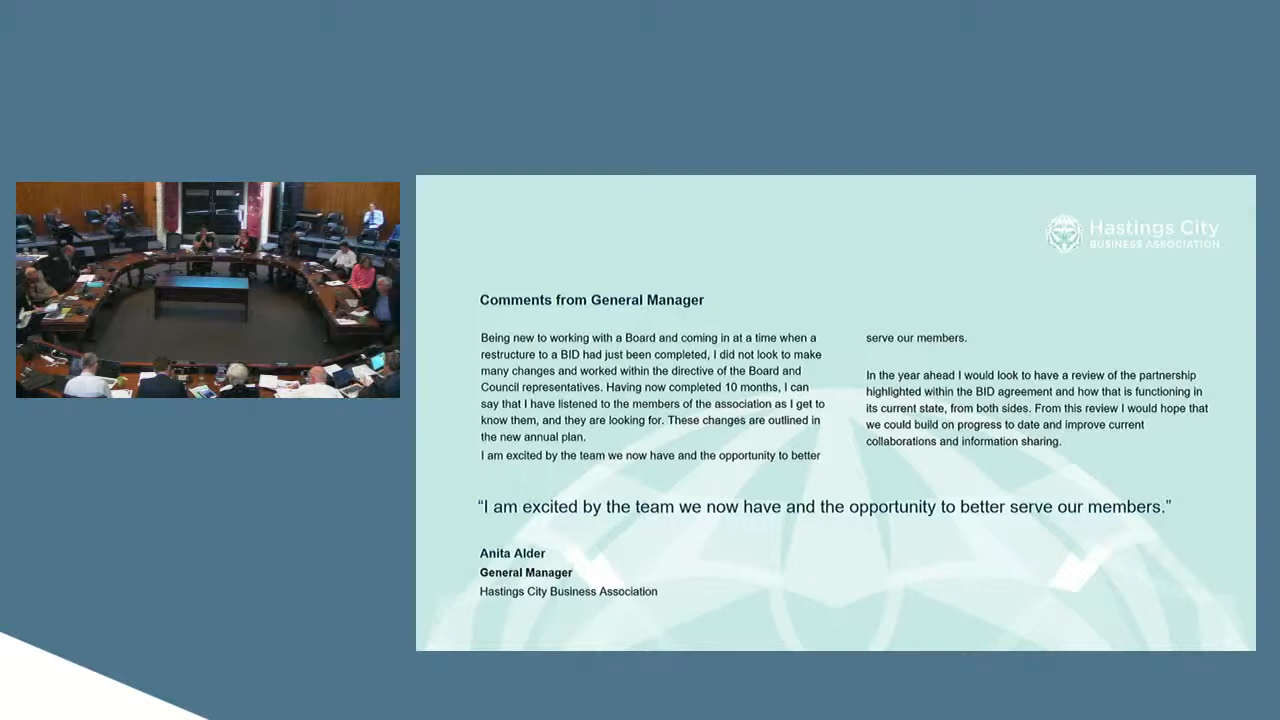 Hastings City
BUSINESS ASSOCIATION
Comments from General Manager
Being new to working with a Board and coming in at a time when a
restructure to a BID had just been completed, I did not look to make
many changes and worked within the directive of the Board and
Council representatives. Having now completed 10 months, I can
say that I have listened to the members of the association as I get to
know them, and they are looking for. These changes are outlined in
the new annual plan.
I am excited by the team we now have and the opportunity to better
serve our members.
In the year ahead I would look to have a review of the partnership
highlighted within the BID agreement and how that is functioning in
its current state, from both sides. From this review I would hope that
we could build on progress to date and improve current
collaborations and information sharing.
“I am excited by the team we now have and the opportunity to better serve our members.”
Anita Alder
General Manager
Hastings City Business Association